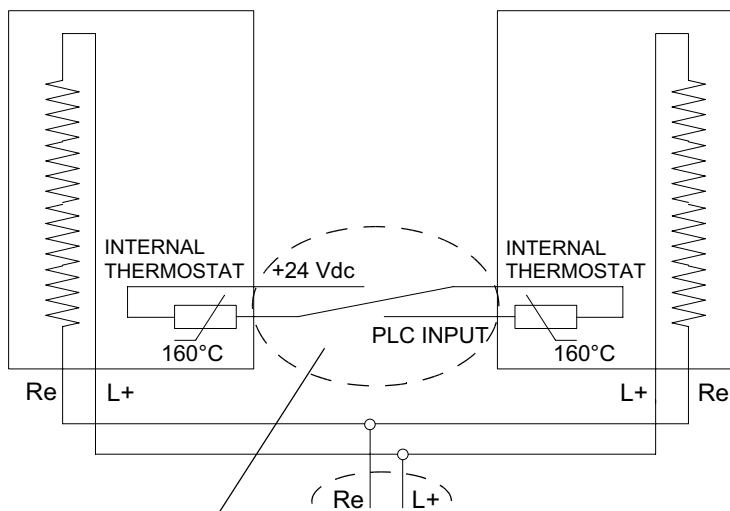 INTERNAL
THERMOSTAT
+24 Vdc
INTERNAL
THERMOSTAT
160°C
PLC INPUT
160°C
Re
L+
L+
Re
Re
L+